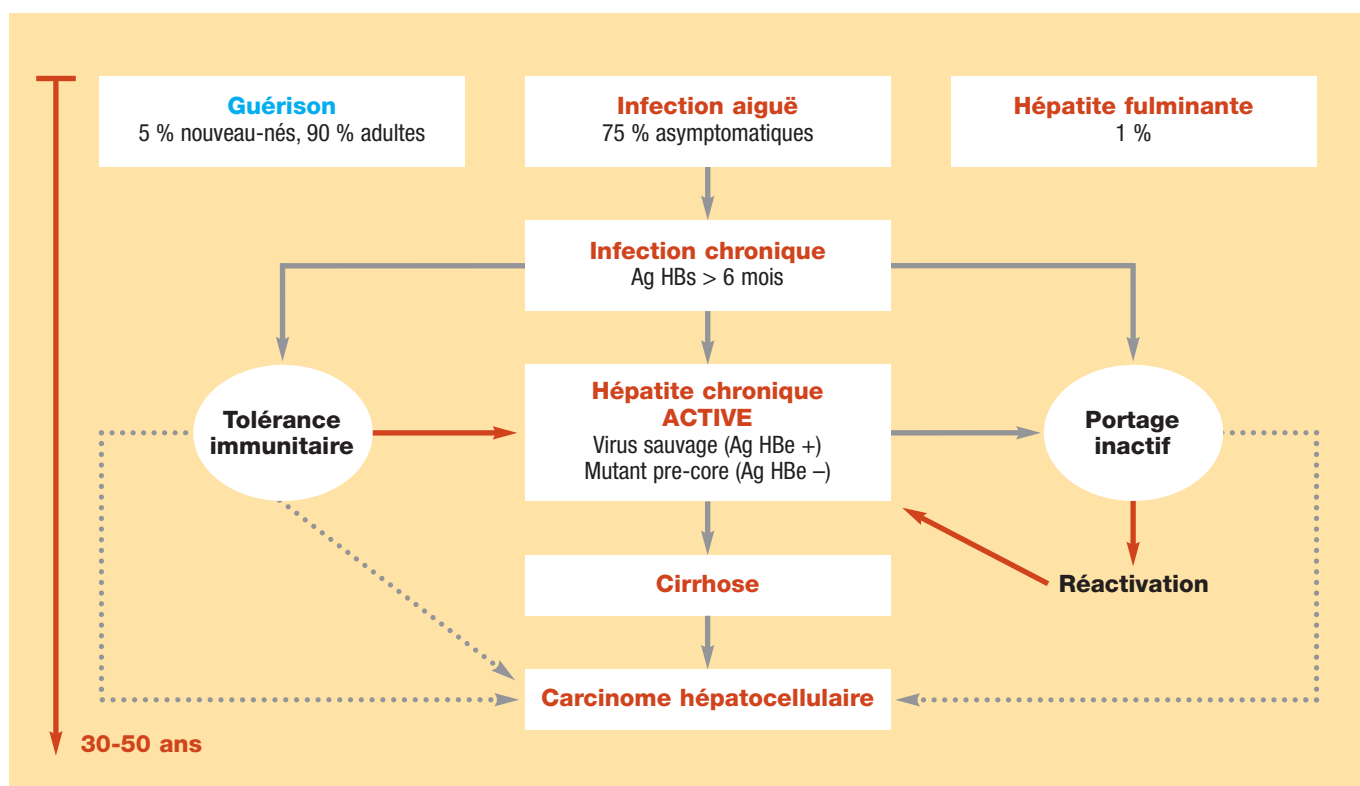 Guérison
5 % nouveau-nés, 90 % adultes
Infection aiguë
75 % asymptomatiques
Hépatite fulminante
1 %
Infection chronique
Ag HBs > 6 mois
Tolérance
immunitaire
Hépatite chronique
ACTIVE
Virus sauvage (Ag HBe +)
Mutant pre-core (Ag HBe –)
Portage
inactif
Cirrhose
Réactivation
Carcinome hépatocellulaire
30-50 ans